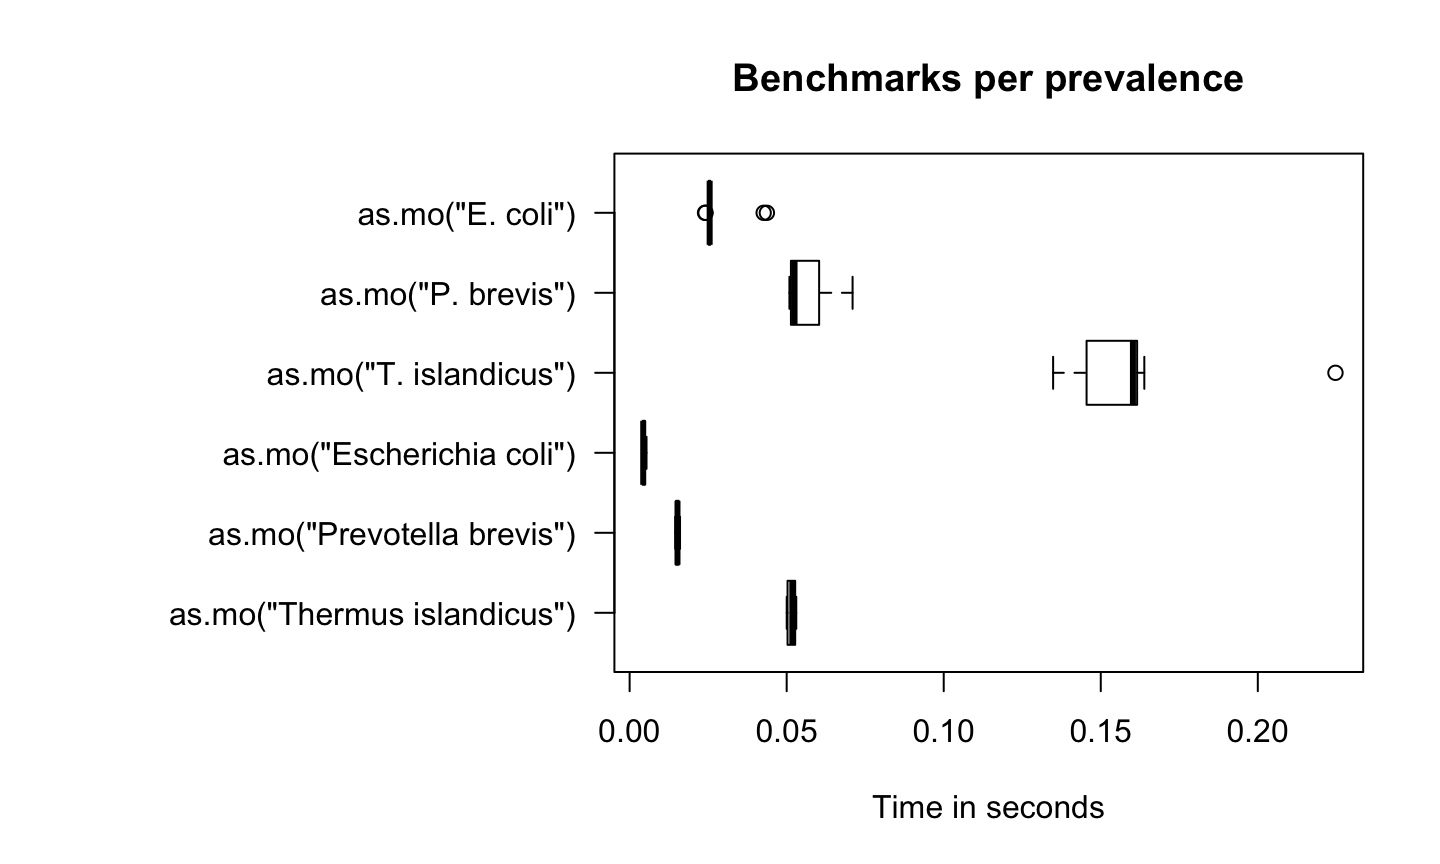 Benchmarks per prevalence
as.mo("E. coli")
as.mo("P. brevis")
as.mo("T. islandicus")
as.mo("Escherichia coli")
as.mo("Prevotella brevis")
as.mo("Thermus islandicus")
0.00 0.05 0.10 0.15 0.20
Time in seconds